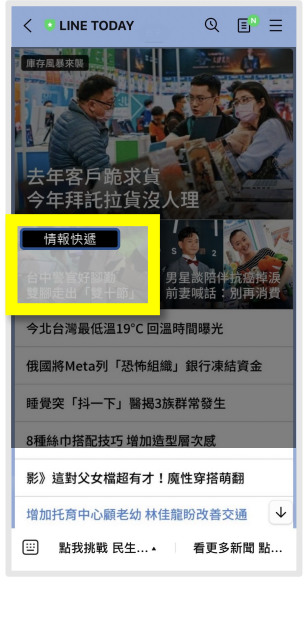 LINE TODAY
N
庫存風暴來襲
去年客戶跪求貨
今年拜託拉貨沒人理
情報快遞
台中警客好腳勤
雙腳走出「雙十節」
男星談陪伴抗癌掉淚
前妻喊話:別再消費
今北台灣最低溫19°C 回溫時間曝光
俄國將Meta列「恐怖組織」銀行凍結資金
睡覺突「抖一下」醫揭3族群常發生
8種絲巾搭配技巧 增加造型層次感
影》這對父女檔超有才!魔性穿搭萌翻
增加托育中心顧老幼 林佳龍盼改善交通
點我挑戰 民生...
看更多新聞 點...